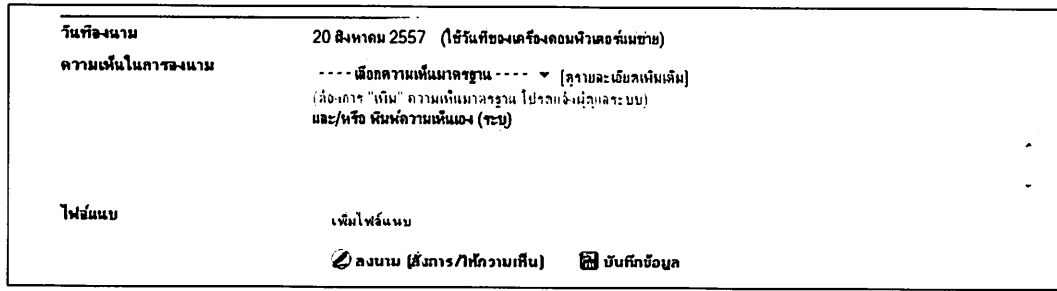 วันที่ลงนาม 20 สิงหาคม 2557 (ใช้วันที่ของเครื่องคอมพิวเตอร์แม่ข่าย)
ความเห็นในการลงนาม - - - - เลือกความเห็นมาตรฐาน - - - - [ดูรายละเอียดเพิ่มเติม]
(ต้องการ "เพิ่ม" ความเห็นมาตรฐาน โปรดแจ้งผู้ดูแลระบบ)
และ/หรือ พิมพ์ความเห็นเอง (ระบุ)
ไฟล์แนบ เพิ่มไฟล์แนบ
ลงนาม (สั่งการ/ให้ความเห็น) บันทึกข้อมูล